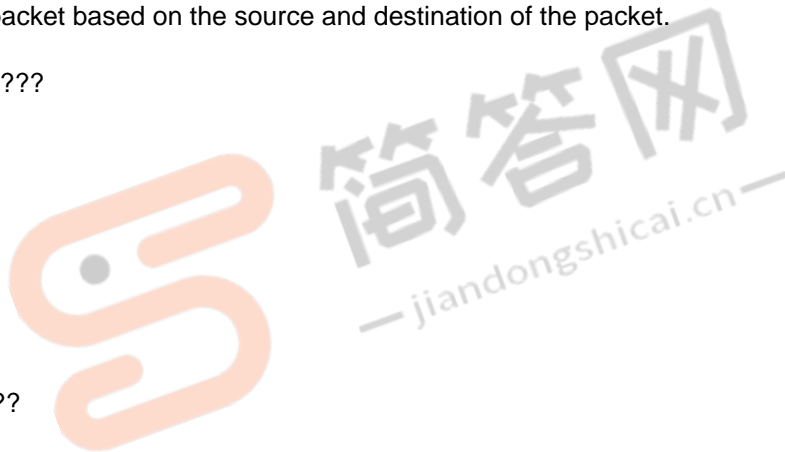 packet based on the source and destination of the packet.
????
简答网
jiandongshicai.cn
??